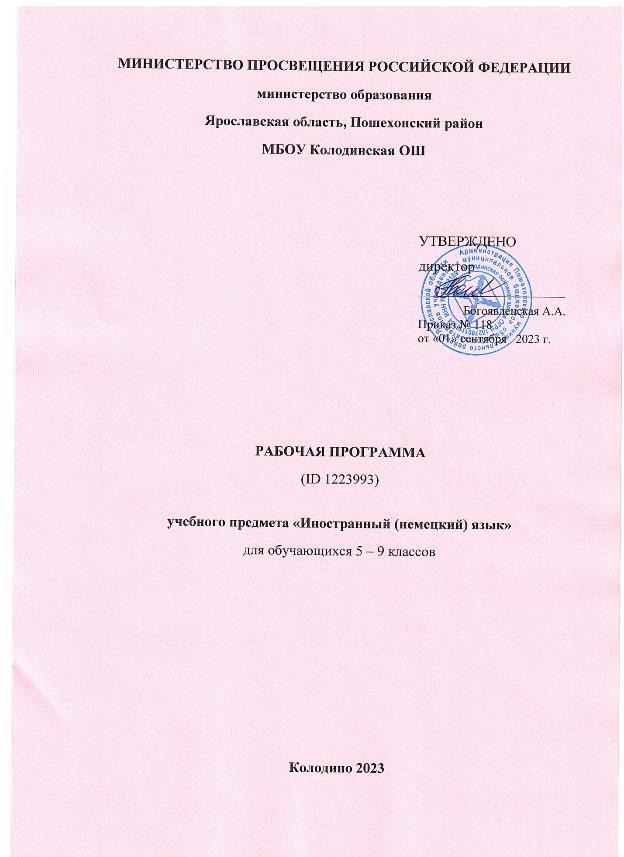 МИНИСТЕРСТВО ПРОСВЕЩЕНИЯ РОССИЙСКОЙ ФЕДЕРАЦИИ
министерство образования
Ярославская область, Пошехонский район
МБОУ Колодинская ОШ
УТВЕРЖДЕНО
директор
Богоявленская А.А.
Приказ № 118
от «01» сентября 2023 г.
РАБОЧАЯ ПРОГРАММА
(ID 1223993)
учебного предмета «Иностранный (немецкий) язык»
для обучающихся 5 – 9 классов
Колодино 2023